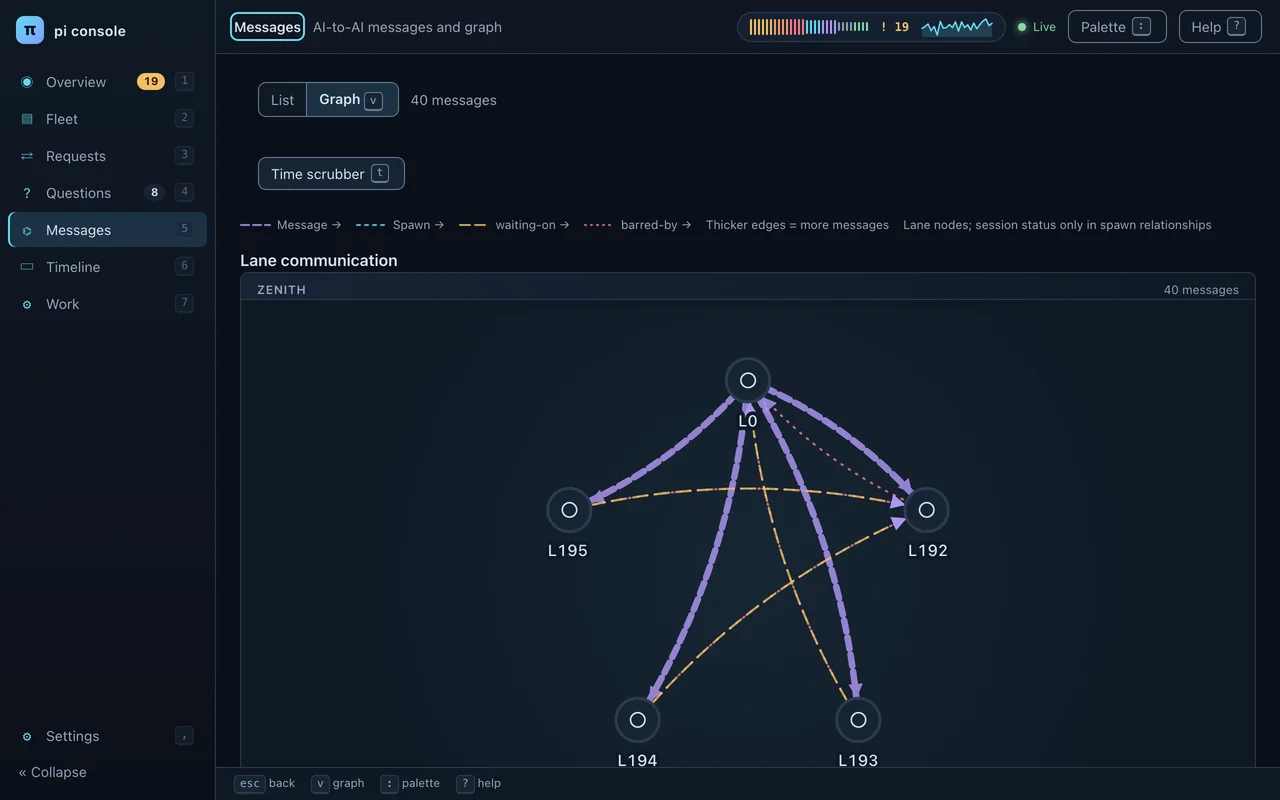 π pi console
Overview 19 1
Fleet 2
Requests 3
? Questions 8 4
Messages 5
Timeline 6
Work 7
Settings ,
« Collapse
Messages AI-to-AI messages and graph ! 19 Live Palette : Help ?
List Graph v 40 messages
Time scrubber t
Message → Spawn → waiting-on → barred-by → Thicker edges = more messages Lane nodes; session status only in spawn relationships
Lane communication
ZENITH 40 messages
L0
L195 L192
L194 L193
esc back v graph : palette ? help